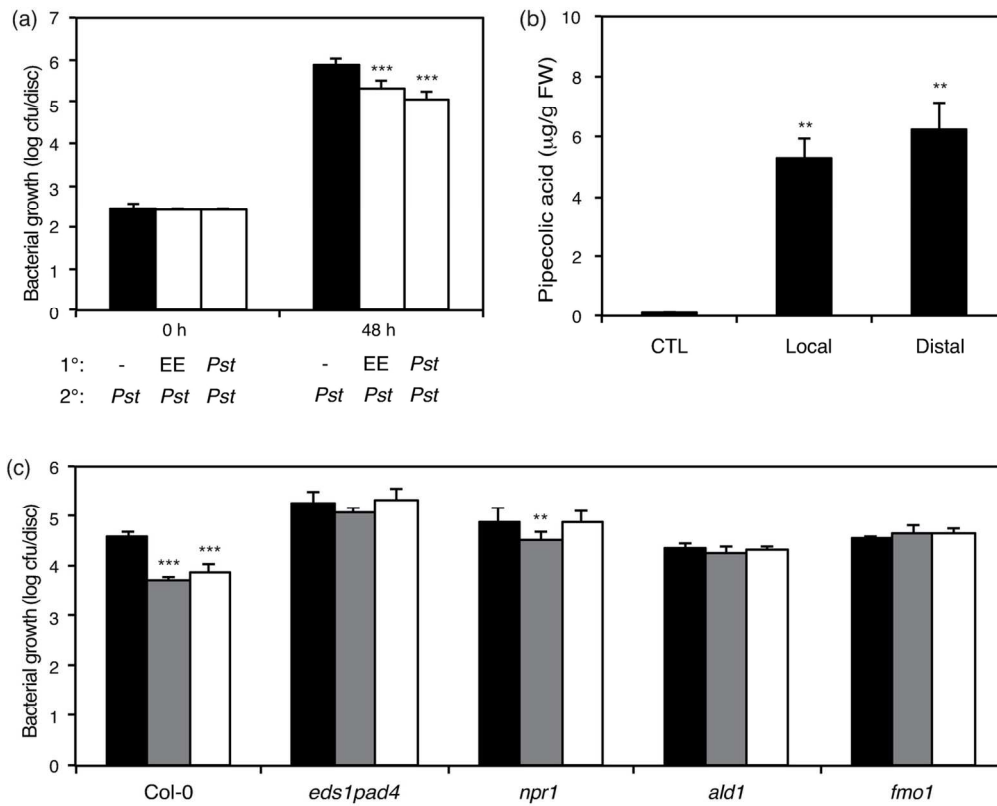 (a)
Bacterial growth (log cfu/disc)
7
6
5
4
3
2
1
0
*** ***
0 h 48 h
1°: - EE Pst - EE Pst
2°: Pst Pst Pst Pst Pst Pst
(b)
Pipecolic acid (µg/g FW)
10
8
6
4
2
0
** **
CTL Local Distal
(c)
Bacterial growth (log cfu/disc)
6
5
4
3
2
1
0
*** *** **
Col-0 eds1pad4 npr1 ald1 fmo1